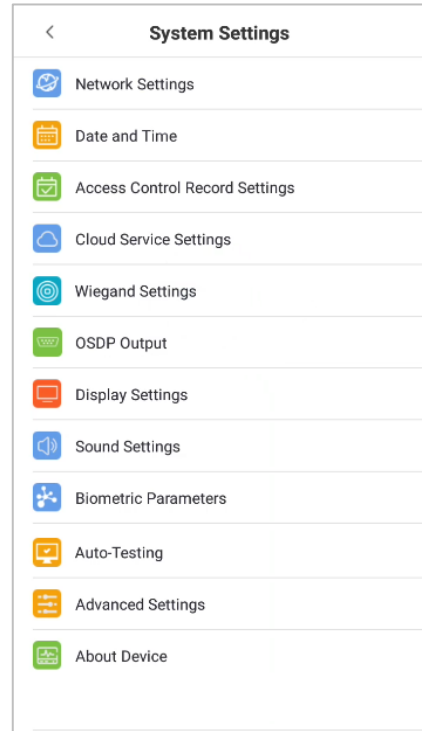 System Settings
Network Settings
Date and Time
Access Control Record Settings
Cloud Service Settings
Wiegand Settings
OSDP Output
Display Settings
Sound Settings
Biometric Parameters
Auto-Testing
Advanced Settings
About Device